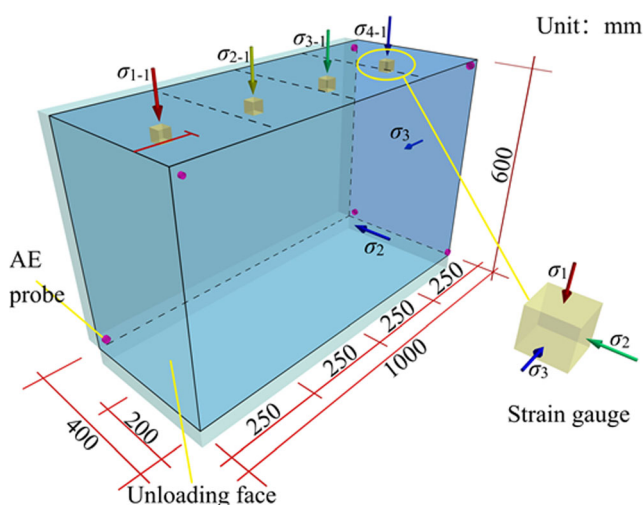 Unit: mm
σ4-1
σ3-1
σ2-1
σ1-1
σ3
600
AE
probe
σ2
250
250
250
250
1000
200
400
Unloading face
σ1
σ2
σ3
Strain gauge